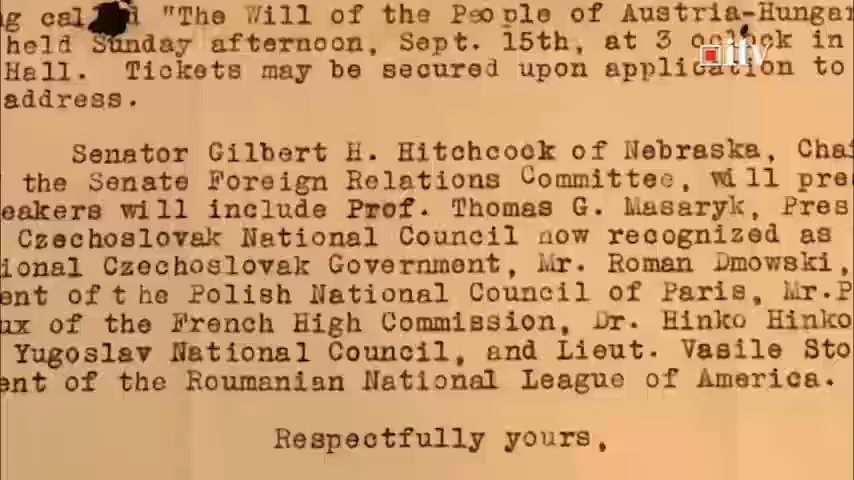 "The Will of the People of Austria-Hungar
held Sunday afternoon, Sept. 15th, at 3 o'clock in
Hall. Tickets may be secured upon application to
address.
Senator Gilbert H. Hitchcock of Nebraska, Chai
the Senate Foreign Relations Committee, will pre
eakers will include Prof. Thomas G. Masaryk, Pres
Czechoslovak National Council now recognized as
ional Czechoslovak Government, Mr. Roman Dmowski,
ent of the Polish National Council of Paris, Mr.P
ux of the French High Commission, Dr. Hinko Hinko
Yugoslav National Council, and Lieut. Vasile Sto
ent of the Roumanian National League of America.
Respectfully yours,